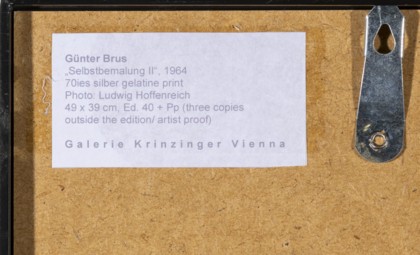 Günter Brus
„Selbstbemalung II“, 1964
70ies silber gelatine print
Photo: Ludwig Hoffenreich
49 x 39 cm, Ed. 40 + Pp (three copies
outside the edition/ artist proof)
Galerie Krinzinger Vienna